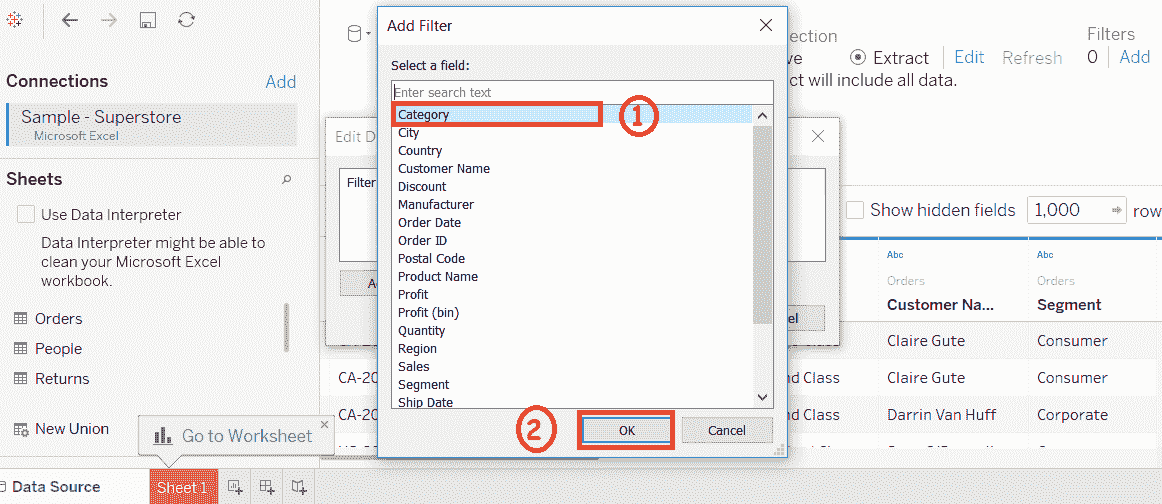 Add Filter
Select a field:
Enter search text
Category
City
Country
Customer Name
Discount
Manufacturer
Order Date
Order ID
Postal Code
Product Name
Profit
Profit (bin)
Quantity
Region
Sales
Segment
Ship Date
OK
Cancel
1
2
Connections
Add
Sample - Superstore
Microsoft Excel
Sheets
Use Data Interpreter
Data Interpreter might be able to
clean your Microsoft Excel
workbook.
Orders
People
Returns
New Union
Go to Worksheet
Data Source
Sheet 1
Edit D
Filter
Extract
Edit
Refresh
Filters
0
Add
ct will include all data.
Show hidden fields
1,000
row
Abc
Orders
Customer Na...
Abc
Orders
Segment
Claire Gute
Consumer
CA-20
nd Class
Claire Gute
Consumer
CA-20
nd Class
Darrin Van Huff
Corporate